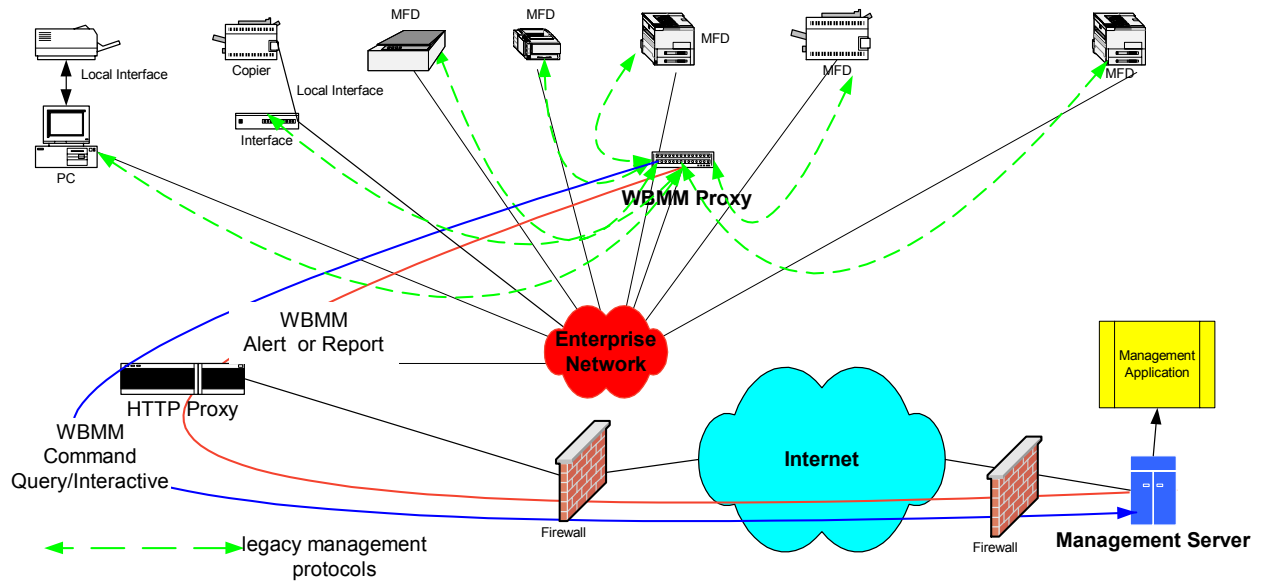 MFD
MFD
MFD
MFD
MFD
Local Interface
Copier
Local Interface
Interface
PC
WBMM Proxy
WBMM
Alert or Report
Enterprise
Network
HTTP Proxy
WBMM
Command
Query/Interactive
Internet
Management
Application
Firewall
Firewall
Management Server
legacy management
protocols